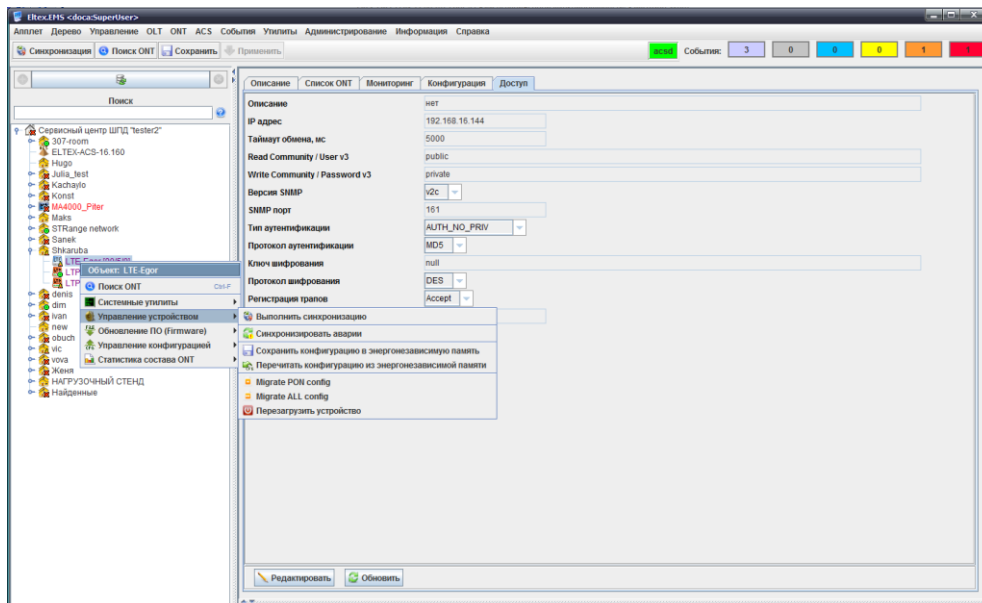 Eltex.EMS <doca:SuperUser>
Апплет Дерево Управление OLT ONT ACS События Утилиты Администрирование Информация Справка
Синхронизация Поиск ONT Сохранить Применить acsd События: 3 0 0 0 1 1
Поиск
Сервисный центр ШПД "tester2"
307-room
ELTEX-ACS-16.160
Hugo
Julia_test
Kachaylo
Konst
MA4000_Piter
Maks
STRange network
Sanek
Shkaruba
LTP
LTP
denis
dim
ivan
new
obuch
vic
vova
Женя
НАГРУЗОЧНЫЙ СТЕНД
Найденные
Объект: LTE-Egor
Поиск ONT Ctrl-F
Системные утилиты
Управление устройством
Обновление ПО (Firmware)
Управление конфигурацией
Статистика состава ONT
Выполнить синхронизацию
Синхронизировать аварии
Сохранить конфигурацию в энергонезависимую память
Перечитать конфигурацию из энергонезависимой памяти
Migrate PON config
Migrate ALL config
Перезагрузить устройство
Описание Список ONT Мониторинг Конфигурация Доступ
Описание нет
IP адрес 192.168.16.144
Таймаут обмена, мс 5000
Read Community / User v3 public
Write Community / Password v3 private
Версия SNMP v2c
SNMP порт 161
Тип аутентификации AUTH_NO_PRIV
Протокол аутентификации MD5
Ключ шифрования null
Протокол шифрования DES
Регистрация трапов Accept
Редактировать Обновить